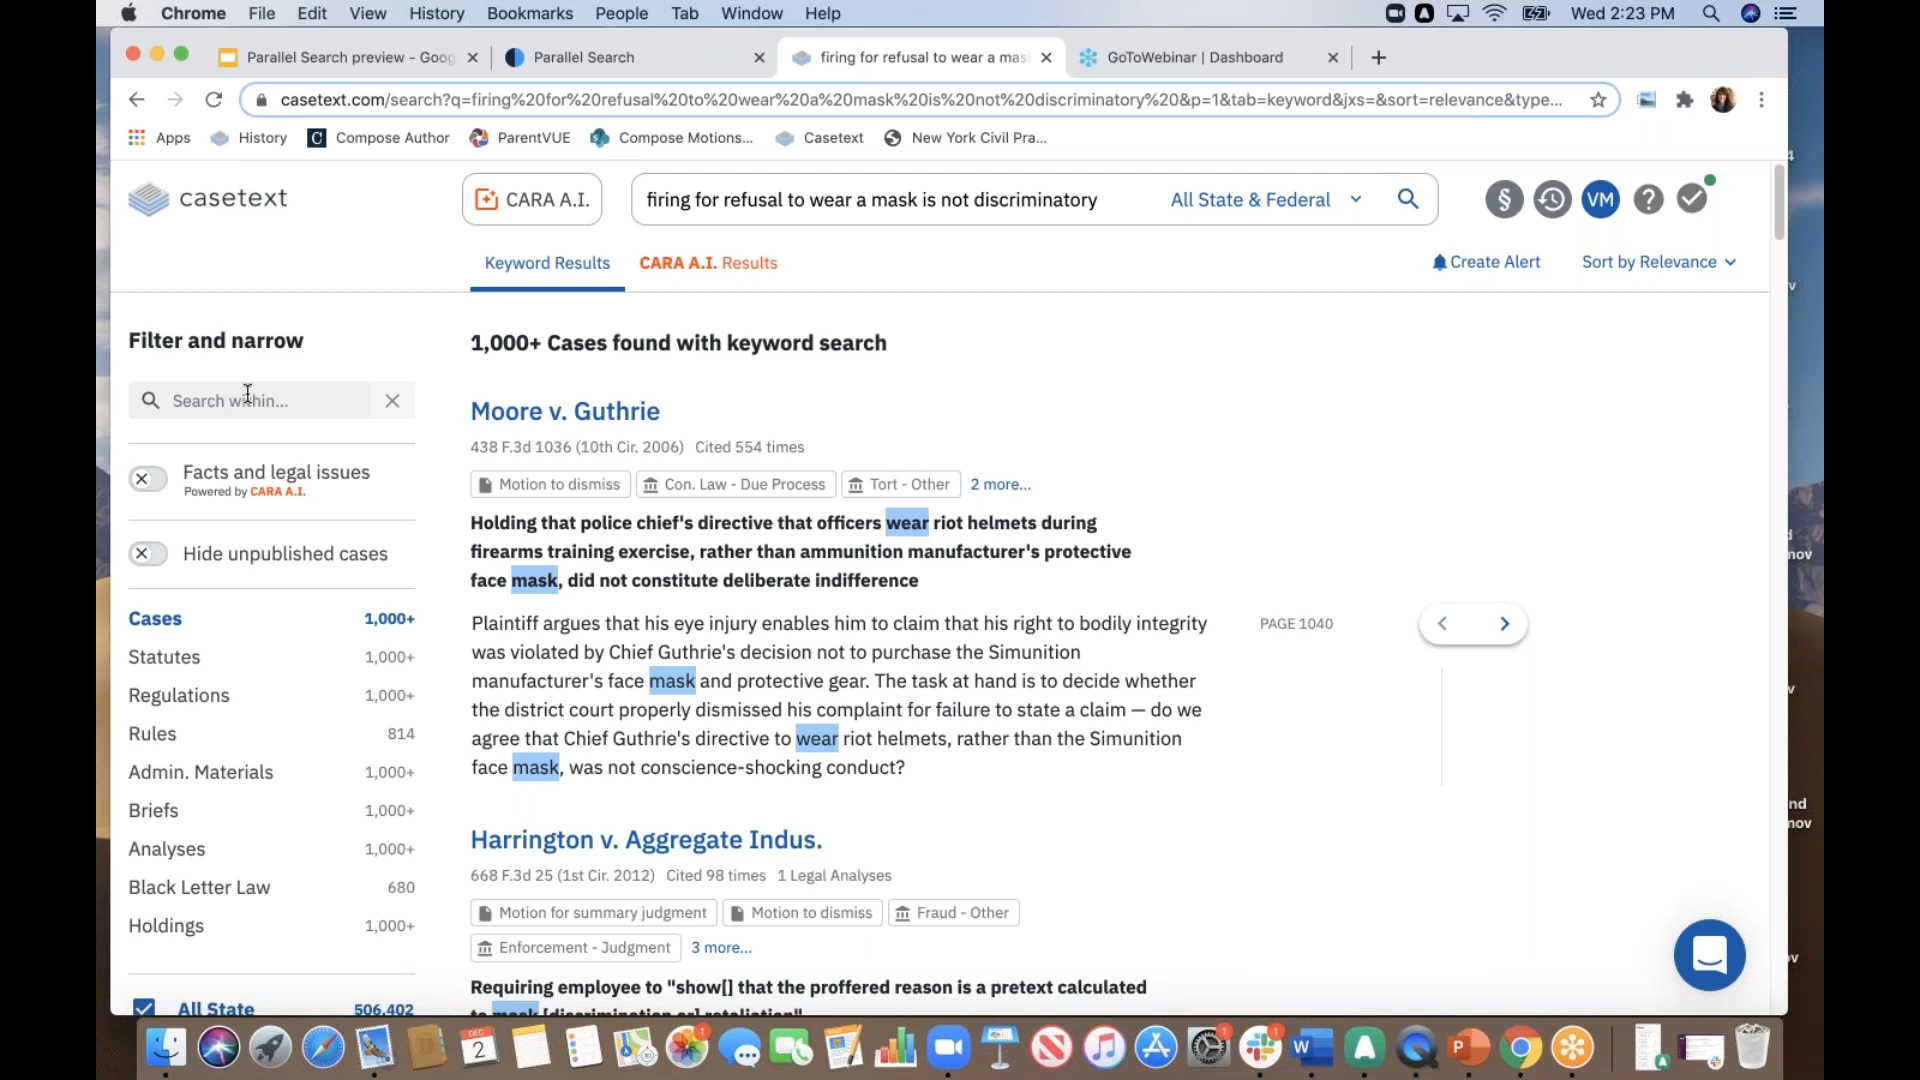 Chrome File Edit View History Bookmarks People Tab Window Help Wed 2:23 PM
Parallel Search preview - Goog Parallel Search firing for refusal to wear a mas GoToWebinar | Dashboard
casetext.com/search?q=firing%20for%20refusal%20to%20wear%20a%20mask%20is%20not%20discriminatory%20&p=1&tab=keyword&jxs=&sort=relevance&type...
Apps History Compose Author ParentVUE Compose Motions... Casetext New York Civil Pra...
casetext CARA A.I. firing for refusal to wear a mask is not discriminatory All State & Federal § VM ?
Keyword Results CARA A.I. Results Create Alert Sort by Relevance
Filter and narrow
Search within...
Facts and legal issues
Powered by CARA A.I.
Hide unpublished cases
Cases 1,000+
Statutes 1,000+
Regulations 1,000+
Rules 814
Admin. Materials 1,000+
Briefs 1,000+
Analyses 1,000+
Black Letter Law 680
Holdings 1,000+
All State 506,402
1,000+ Cases found with keyword search
Moore v. Guthrie
438 F.3d 1036 (10th Cir. 2006) Cited 554 times
Motion to dismiss Con. Law - Due Process Tort - Other 2 more...
Holding that police chief's directive that officers wear riot helmets during
firearms training exercise, rather than ammunition manufacturer's protective
face mask, did not constitute deliberate indifference
Plaintiff argues that his eye injury enables him to claim that his right to bodily integrity PAGE 1040
was violated by Chief Guthrie's decision not to purchase the Simunition
manufacturer's face mask and protective gear. The task at hand is to decide whether
the district court properly dismissed his complaint for failure to state a claim — do we
agree that Chief Guthrie's directive to wear riot helmets, rather than the Simunition
face mask, was not conscience-shocking conduct?
Harrington v. Aggregate Indus.
668 F.3d 25 (1st Cir. 2012) Cited 98 times 1 Legal Analyses
Motion for summary judgment Motion to dismiss Fraud - Other
Enforcement - Judgment 3 more...
Requiring employee to "show[] that the proffered reason is a pretext calculated
to mask [discrimination or] retaliation"
nov
nd
nov
DEC
2
1
1
1